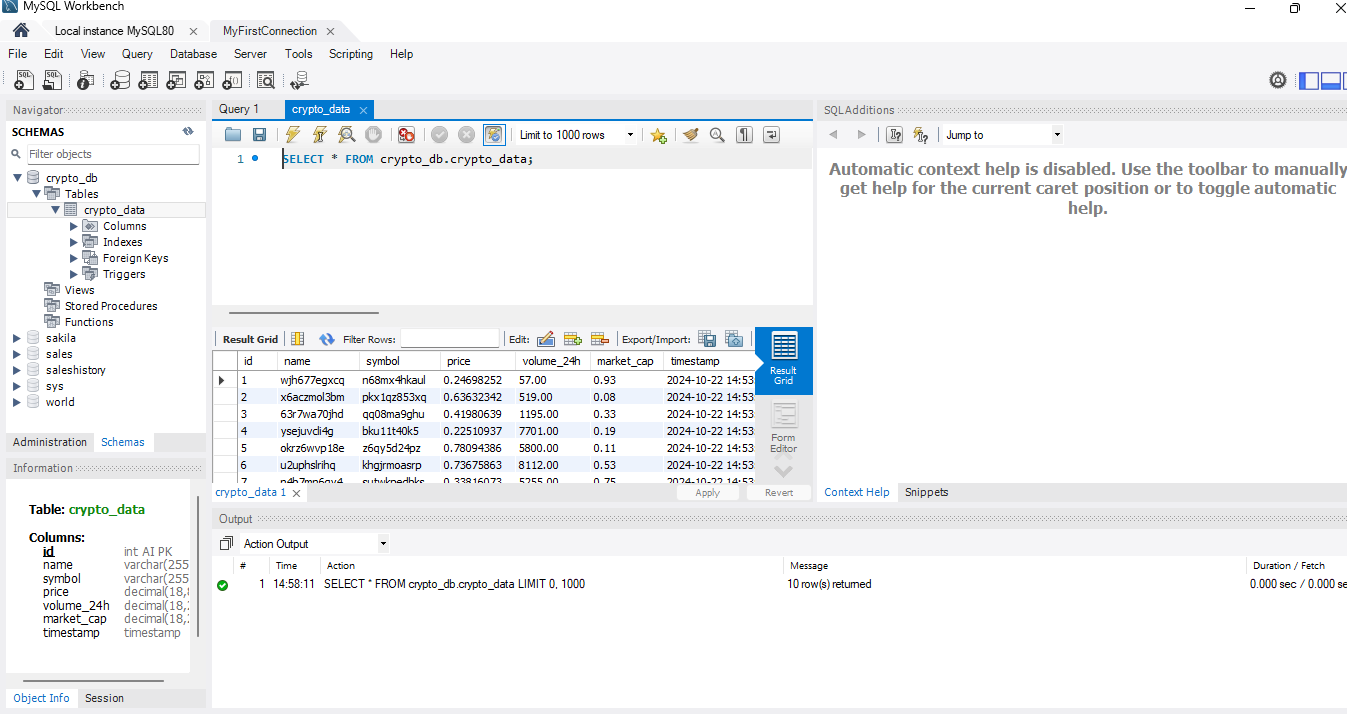 MySQL Workbench
Local instance MySQL80
MyFirstConnection
File Edit View Query Database Server Tools Scripting Help
Navigator
SCHEMAS
Filter objects
crypto_db
Tables
crypto_data
Columns
Indexes
Foreign Keys
Triggers
Views
Stored Procedures
Functions
sakila
sales
saleshistory
sys
world
Administration Schemas
Information
Table: crypto_data
Columns:
id int AI PK
name varchar(255
symbol varchar(255
price decimal(18,
volume_24h decimal(18,
market_cap decimal(18,
timestamp timestamp
Object Info Session
Query 1 crypto_data
Limit to 1000 rows
1 SELECT * FROM crypto_db.crypto_data;
Result Grid Filter Rows: Edit: Export/Import:
id name symbol price volume_24h market_cap timestamp
1 wjh677egxcq n68mx4hkaul 0.24698252 57.00 0.93 2024-10-22 14:53
2 x6aczmol3bm pkx1qz853xq 0.63632342 519.00 0.08 2024-10-22 14:53
3 63r7wa70jhd qq08ma9ghu 0.41980639 1195.00 0.33 2024-10-22 14:53
4 ysejuvcli4g bku11t40k5 0.22510937 7701.00 0.19 2024-10-22 14:53
5 okrz6wvp18e z6qy5d24pz 0.78094386 5800.00 0.11 2024-10-22 14:53
6 u2uphslrihq khgjrmoasrp 0.73675863 8112.00 0.53 2024-10-22 14:53
7 0.33816073 5255.00 0.75 2024-10-22 14:53
Result
Grid
Form
Editor
crypto_data 1
Apply Revert
SQLAdditions
Jump to
Automatic context help is disabled. Use the toolbar to manually
get help for the current caret position or to toggle automatic
help.
Context Help Snippets
Output
Action Output
# Time Action Message Duration / Fetch
1 14:58:11 SELECT * FROM crypto_db.crypto_data LIMIT 0, 1000 10 row(s) returned 0.000 sec / 0.000 se